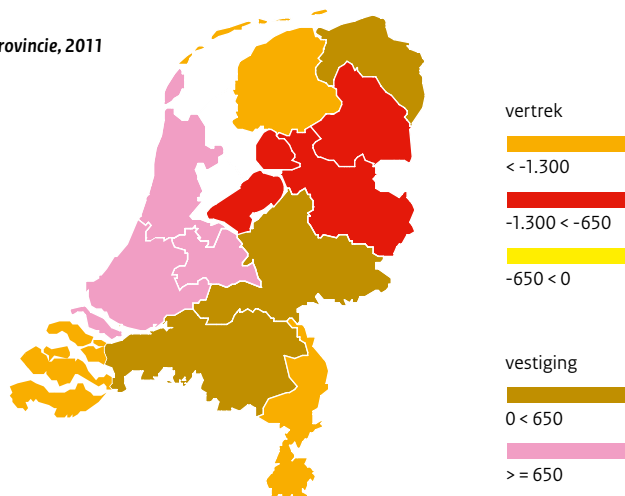 rovincie, 2011
vertrek
< -1.300
-1.300 < -650
-650 < 0
vestiging
0 < 650
> = 650